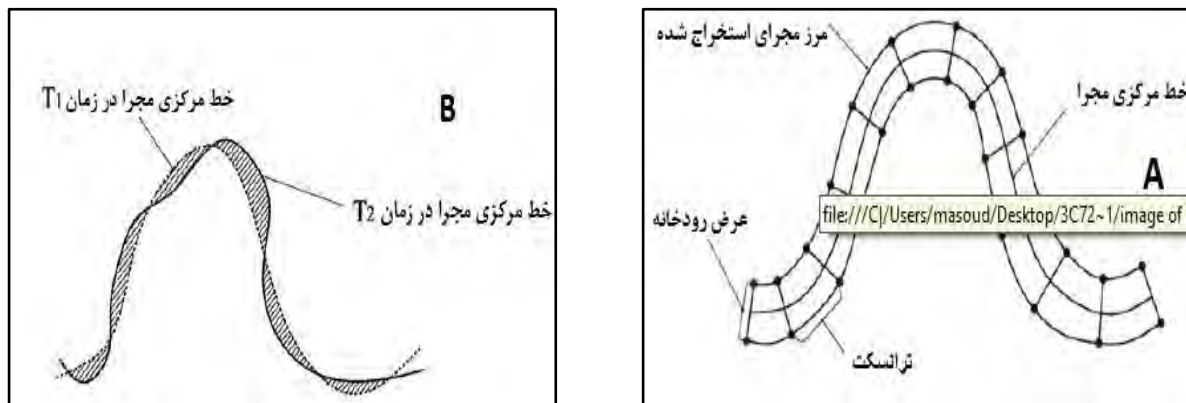 مرز مجرای استخراج شده
خط مرکزی مجرا
A
file:///C|/Users/masoud/Desktop/3C72~1/image of
عرض رودخانه
ترانسکت
خط مرکزی مجرا در زمان T1
B
خط مرکزی مجرا در زمان T2